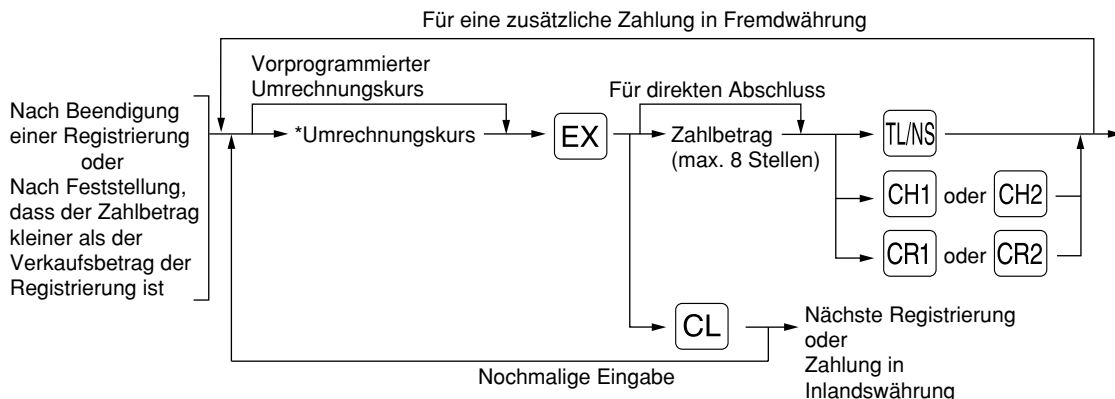 Für eine zusätzliche Zahlung in Fremdwährung
Vorprogrammierter
Umrechnungskurs
Für direkten Abschluss
Nach Beendigung
einer Registrierung
oder
Nach Feststellung,
dass der Zahlbetrag
kleiner als der
Verkaufsbetrag der
Registrierung ist
*Umrechnungskurs
EX
Zahlbetrag
(max. 8 Stellen)
TL/NS
CH1 oder CH2
CR1 oder CR2
CL
Nächste Registrierung
oder
Zahlung in
Inlandswährung
Nochmalige Eingabe